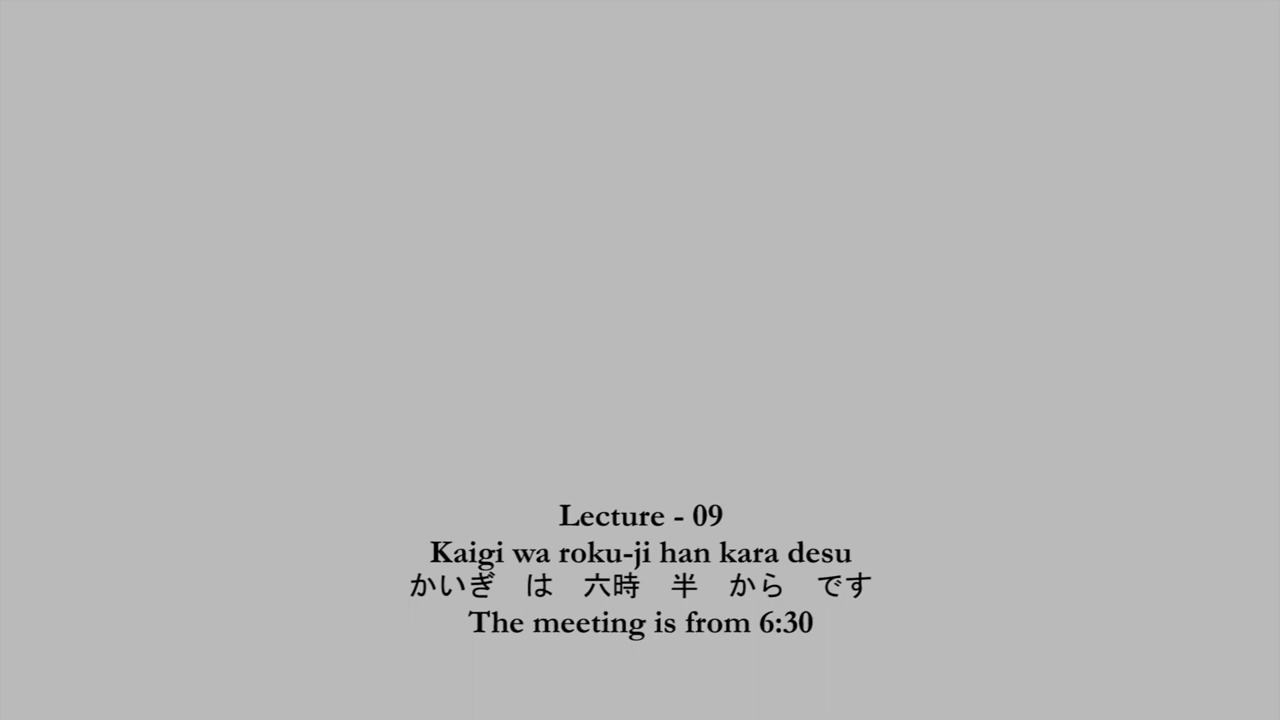 Lecture - 09
Kaigi wa roku-ji han kara desu
かいぎ　は　六時　半　から　です
The meeting is from 6:30